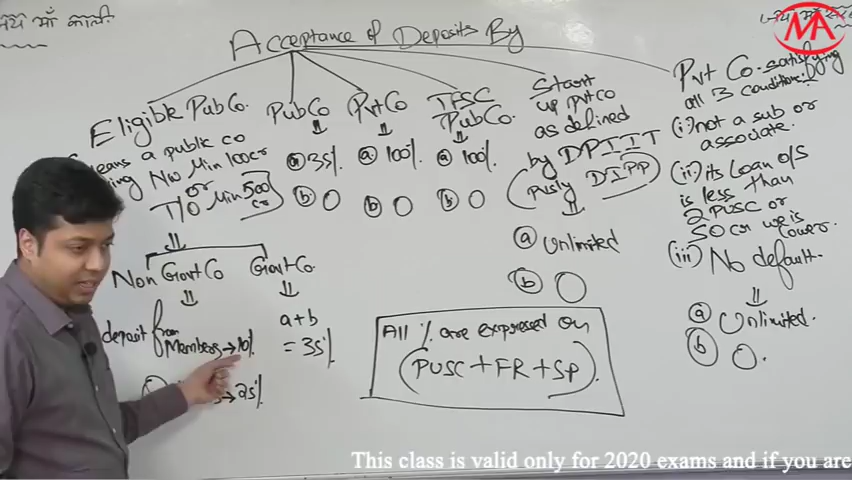 जय माँ काली
MA
Acceptance of Deposits By
Eligible Pub Co.
means a public co
NW Min 100cr
or
T/O Min 500
cr
Non Govt Co
deposit from
Members → 10%
→ 25%
Govt Co.
a+b
= 35%
Pub Co
(a) 35%
(b) 0
Pvt Co
(a) 100%
(b) 0
IFSC
Pub Co.
(a) 100%
(b) 0
Start
up pvt co
as defined
by DPIIT
(pusly DIPP)
(a) Unlimited
(b) 0
Pvt Co. satisfying
all 3 conditions:
(i) not a sub or
associate.
(ii) its Loan o/s
is less than
2 PUSC or
50 cr w.e is
lower.
(iii) No default.
(a) Unlimited.
(b) 0.
All % are expressed on
(PUSC + FR + SP).
This class is valid only for 2020 exams and if you are